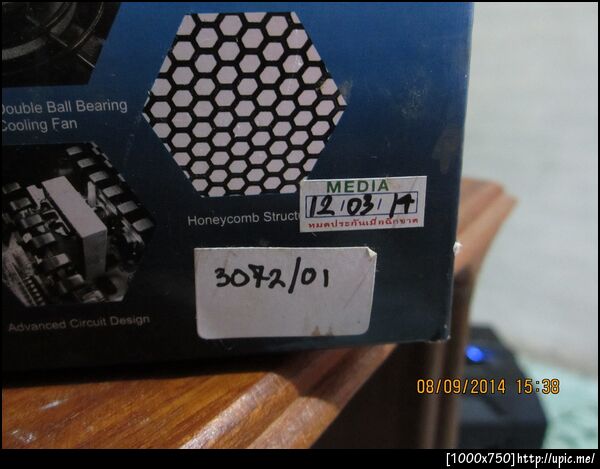 Double Ball Bearing
Cooling Fan
Honeycomb Struct
MEDIA
12 03 14
หมดประกันเมื่อฉีกขาด
3072/01
Advanced Circuit Design
08/09/2014 15:38
[1000x750]http://upic.me/